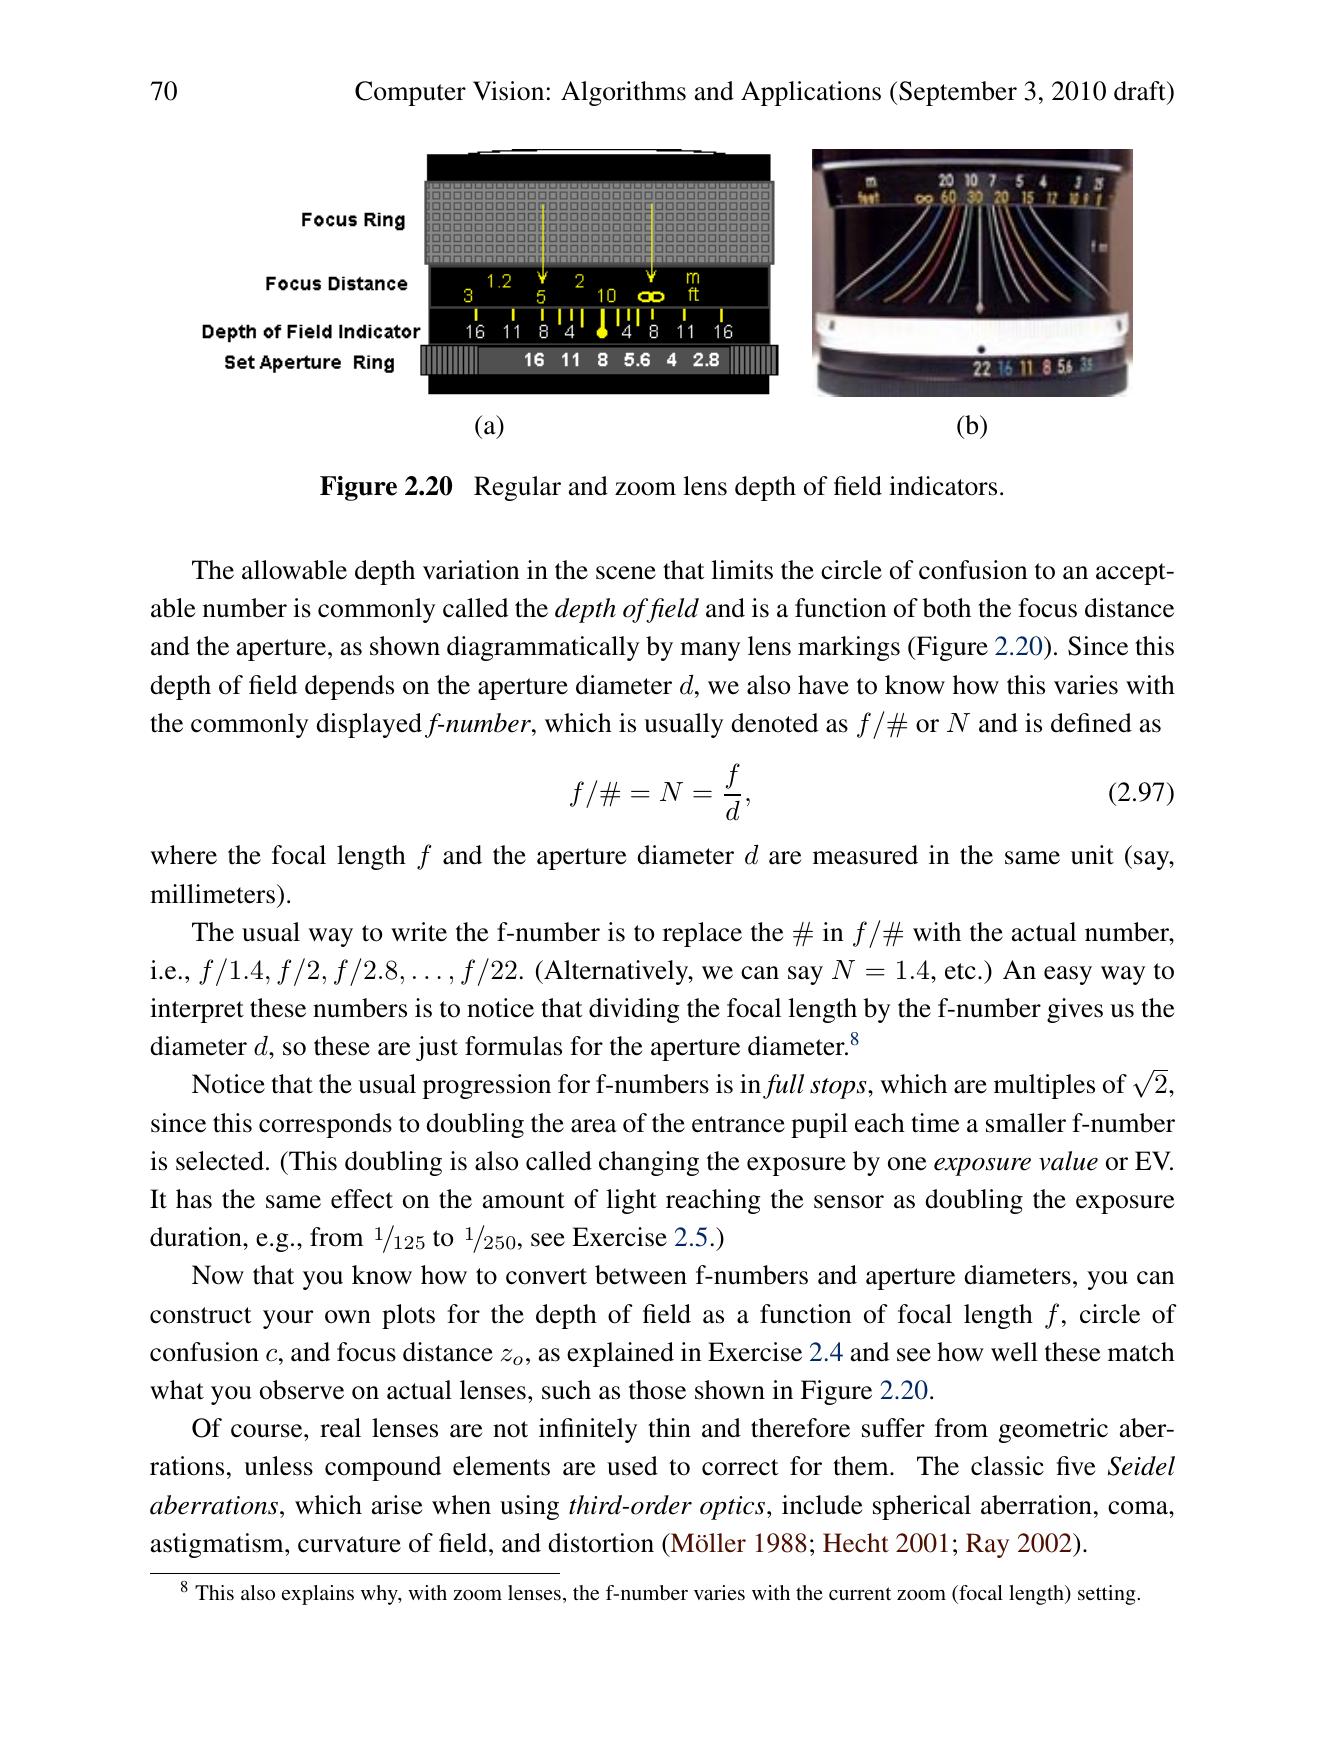 70 Computer Vision: Algorithms and Applications (September 3, 2010 draft)
Focus Ring
Focus Distance
Depth of Field Indicator
Set Aperture Ring
1.2 2 m
3 5 10 ∞ ft
16 11 8 4 4 8 11 16
16 11 8 5.6 4 2.8
m 20 10 7 5 4 3
feet ∞ 60 30 20 15 12 10 9
22 16 11 8 5.6 3.5
(a) (b)
Figure 2.20 Regular and zoom lens depth of field indicators.
The allowable depth variation in the scene that limits the circle of confusion to an accept-
able number is commonly called the depth of field and is a function of both the focus distance
and the aperture, as shown diagrammatically by many lens markings (Figure 2.20). Since this
depth of field depends on the aperture diameter d, we also have to know how this varies with
the commonly displayed f-number, which is usually denoted as f/# or N and is defined as
f/# = N = f/d, (2.97)
where the focal length f and the aperture diameter d are measured in the same unit (say,
millimeters).
The usual way to write the f-number is to replace the # in f/# with the actual number,
i.e., f/1.4, f/2, f/2.8, . . . , f/22. (Alternatively, we can say N = 1.4, etc.) An easy way to
interpret these numbers is to notice that dividing the focal length by the f-number gives us the
diameter d, so these are just formulas for the aperture diameter.8
Notice that the usual progression for f-numbers is in full stops, which are multiples of √2,
since this corresponds to doubling the area of the entrance pupil each time a smaller f-number
is selected. (This doubling is also called changing the exposure by one exposure value or EV.
It has the same effect on the amount of light reaching the sensor as doubling the exposure
duration, e.g., from 1/125 to 1/250, see Exercise 2.5.)
Now that you know how to convert between f-numbers and aperture diameters, you can
construct your own plots for the depth of field as a function of focal length f, circle of
confusion c, and focus distance zo, as explained in Exercise 2.4 and see how well these match
what you observe on actual lenses, such as those shown in Figure 2.20.
Of course, real lenses are not infinitely thin and therefore suffer from geometric aber-
rations, unless compound elements are used to correct for them. The classic five Seidel
aberrations, which arise when using third-order optics, include spherical aberration, coma,
astigmatism, curvature of field, and distortion (Möller 1988; Hecht 2001; Ray 2002).
8 This also explains why, with zoom lenses, the f-number varies with the current zoom (focal length) setting.